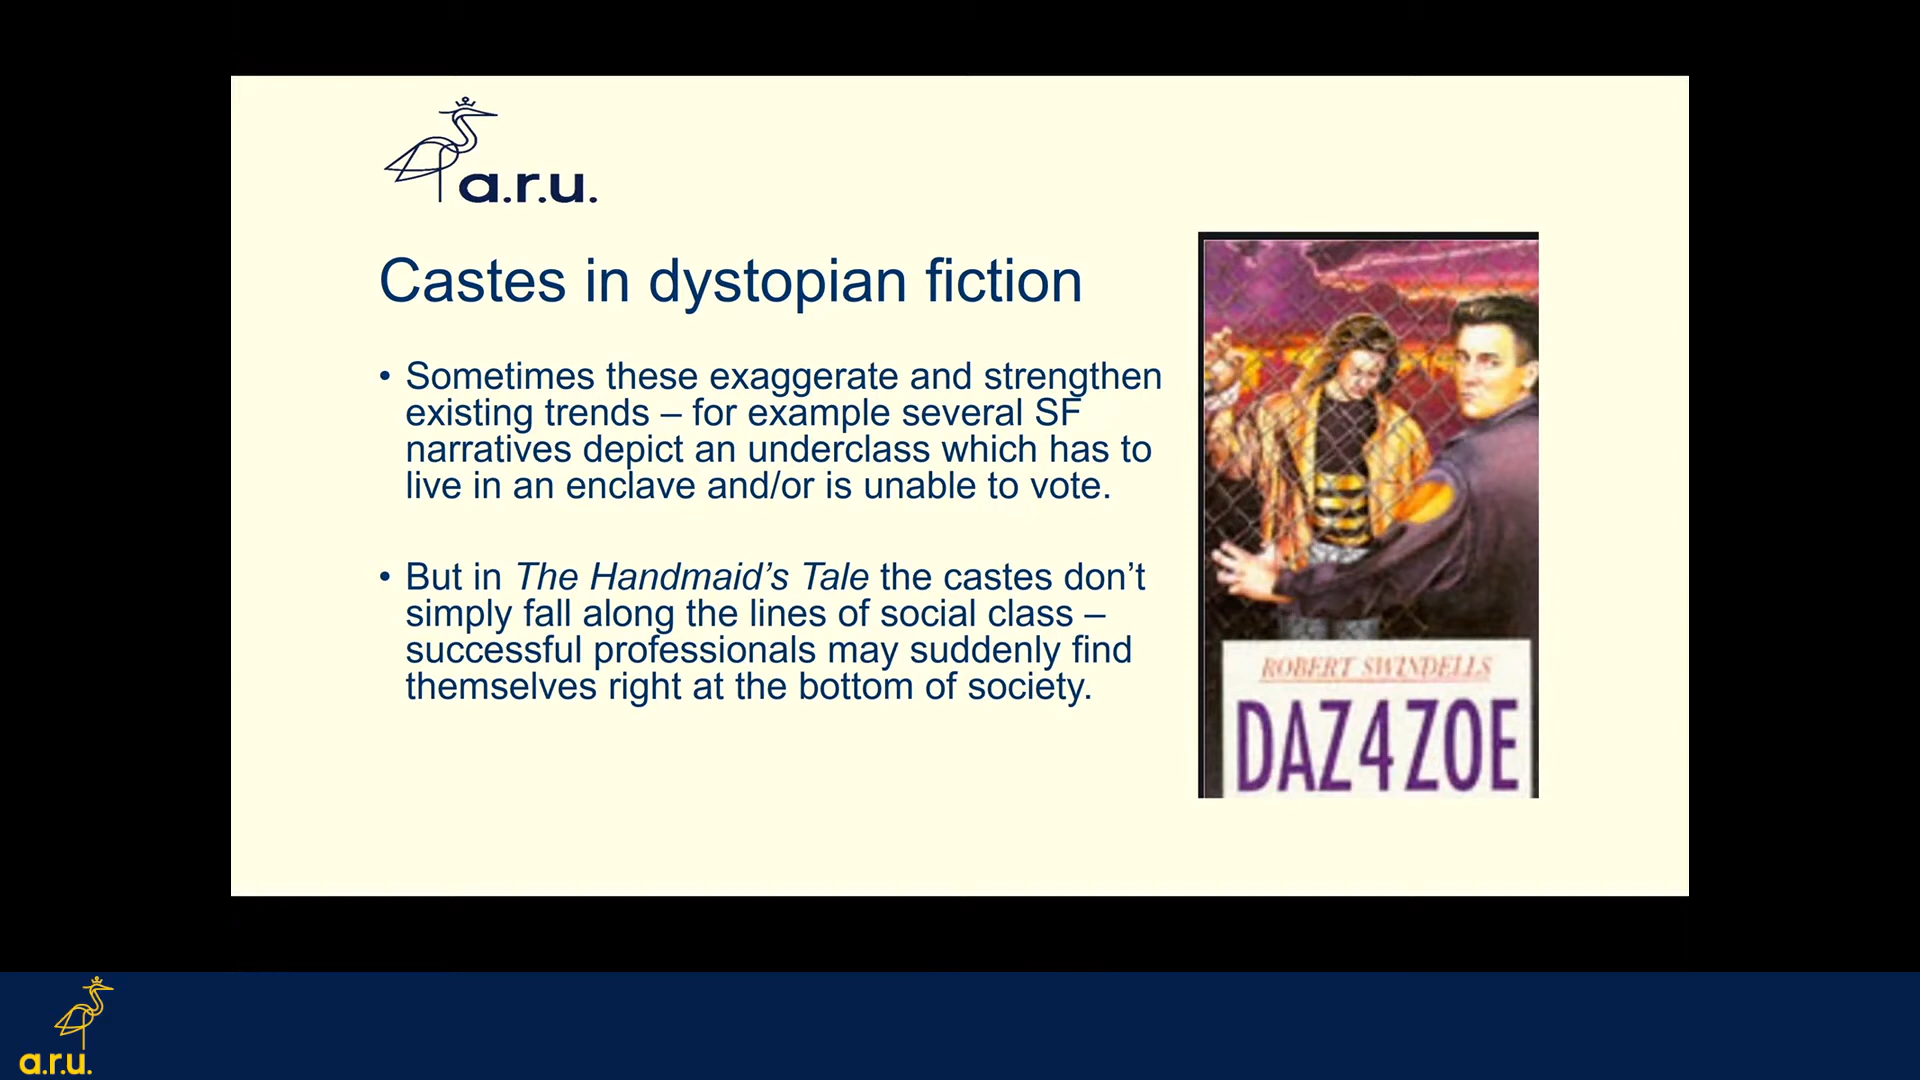 a.r.u.
Castes in dystopian fiction
• Sometimes these exaggerate and strengthen
existing trends – for example several SF
narratives depict an underclass which has to
live in an enclave and/or is unable to vote.
• But in The Handmaid’s Tale the castes don’t
simply fall along the lines of social class –
successful professionals may suddenly find
themselves right at the bottom of society.
ROBERT SWINDELLS
DAZ4ZOE
a.r.u.